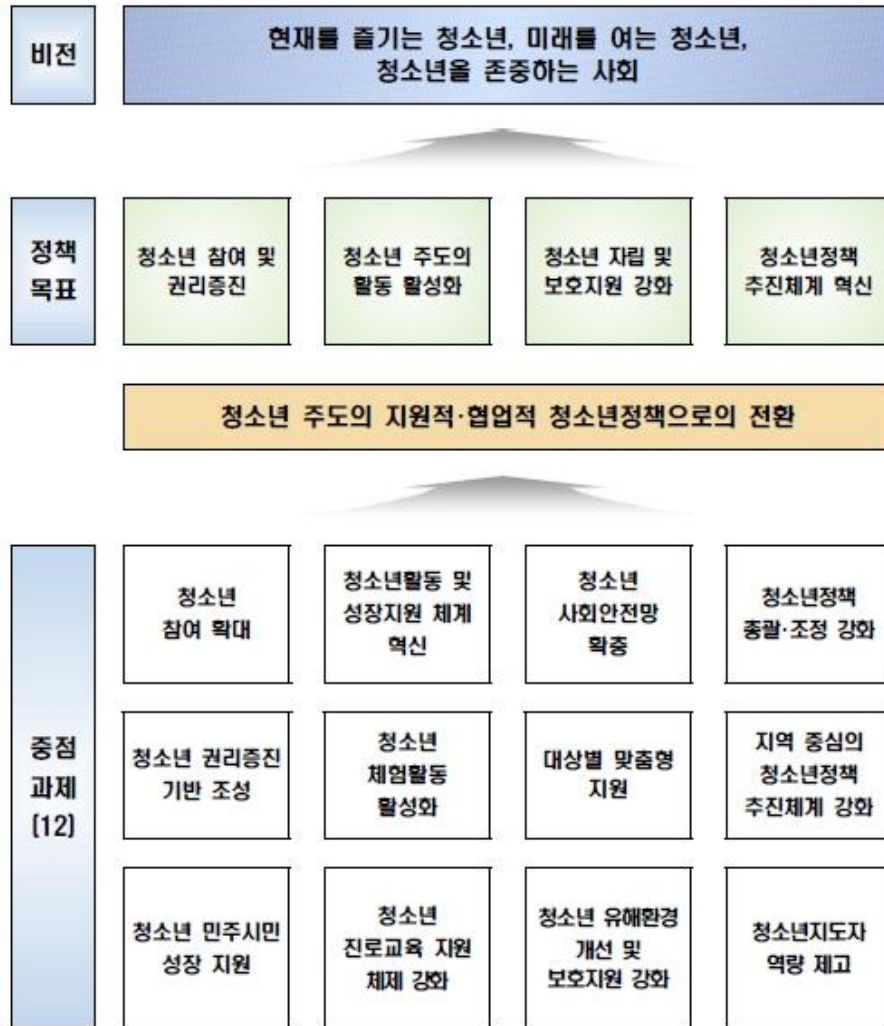 비전
현재를 즐기는 청소년, 미래를 여는 청소년,
청소년을 존중하는 사회
정책
목표
청소년 참여 및
권리증진
청소년 주도의
활동 활성화
청소년 자립 및
보호지원 강화
청소년정책
추진체계 혁신
청소년 주도의 지원적·협업적 청소년정책으로의 전환
중점
과제
(12)
청소년
참여 확대
청소년활동 및
성장지원 체계
혁신
청소년
사회안전망
확충
청소년정책
총괄·조정 강화
청소년 권리증진
기반 조성
청소년
체험활동
활성화
대상별 맞춤형
지원
지역 중심의
청소년정책
추진체계 강화
청소년 민주시민
성장 지원
청소년
진로교육 지원
체제 강화
청소년 유해환경
개선 및
보호지원 강화
청소년지도자
역량 제고